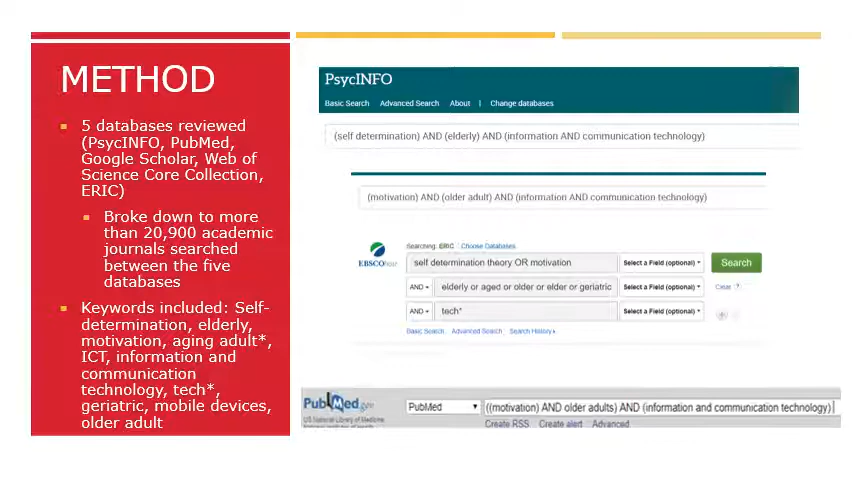 METHOD
5 databases reviewed
(PsycINFO, PubMed,
Google Scholar, Web of
Science Core Collection,
ERIC)
Broke down to more
than 20,900 academic
journals searched
between the five
databases
Keywords included: Self-
determination, elderly,
motivation, aging adult*,
ICT, information and
communication
technology, tech*,
geriatric, mobile devices,
older adult
PsycINFO
Basic Search Advanced Search About | Change databases
(self determination) AND (elderly) AND (information AND communication technology)
(motivation) AND (older adult) AND (information AND communication technology)
Searching: ERIC Choose Databases
EBSCOhost
self determination theory OR motivation Select a Field (optional) Search
AND elderly or aged or older or elder or geriatric Select a Field (optional) Clear ?
AND tech* Select a Field (optional)
Basic Search Advanced Search Search History
PubMed.gov
US National Library of Medicine
PubMed ((motivation) AND older adults) AND (information and communication technology)
Create RSS Create alert Advanced